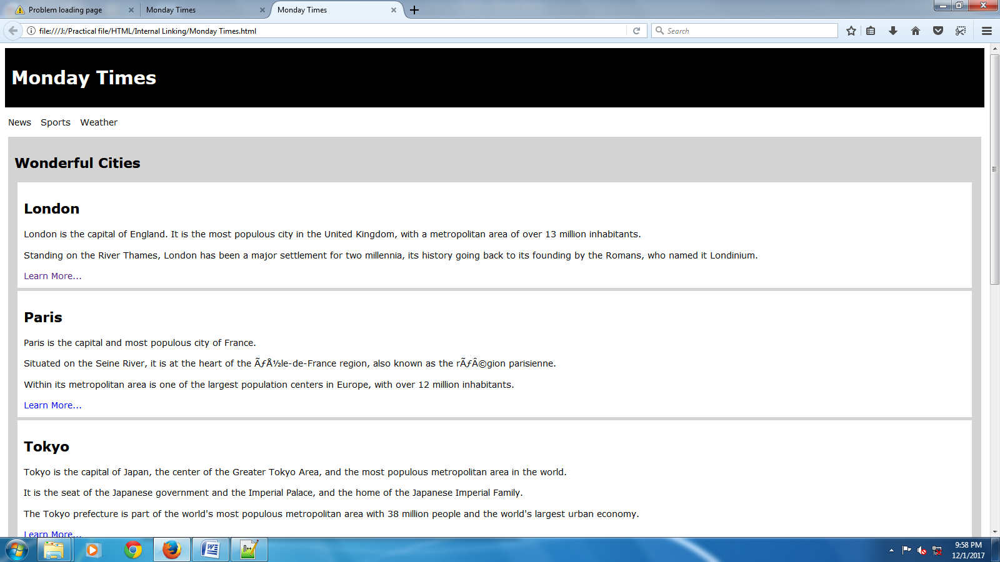 Problem loading page
Monday Times
Monday Times
file:///J:/Practical file/HTML/Internal Linking/Monday Times.html
Search
Monday Times
News Sports Weather
Wonderful Cities
London
London is the capital of England. It is the most populous city in the United Kingdom, with a metropolitan area of over 13 million inhabitants.
Standing on the River Thames, London has been a major settlement for two millennia, its history going back to its founding by the Romans, who named it Londinium.
Learn More...
Paris
Paris is the capital and most populous city of France.
Situated on the Seine River, it is at the heart of the ÃƒÅ½le-de-France region, also known as the rÃƒÂ©gion parisienne.
Within its metropolitan area is one of the largest population centers in Europe, with over 12 million inhabitants.
Learn More...
Tokyo
Tokyo is the capital of Japan, the center of the Greater Tokyo Area, and the most populous metropolitan area in the world.
It is the seat of the Japanese government and the Imperial Palace, and the home of the Japanese Imperial Family.
The Tokyo prefecture is part of the world's most populous metropolitan area with 38 million people and the world's largest urban economy.
Learn More...
9:58 PM
12/1/2017